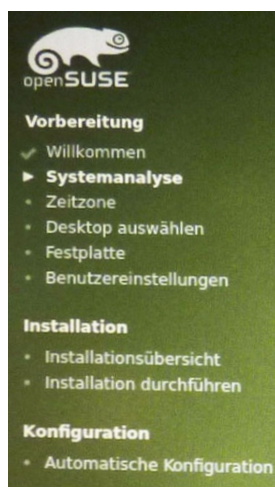 openSUSE
Vorbereitung
Willkommen
Systemanalyse
Zeitzone
Desktop auswählen
Festplatte
Benutzereinstellungen
Installation
Installationsübersicht
Installation durchführen
Konfiguration
Automatische Konfiguration